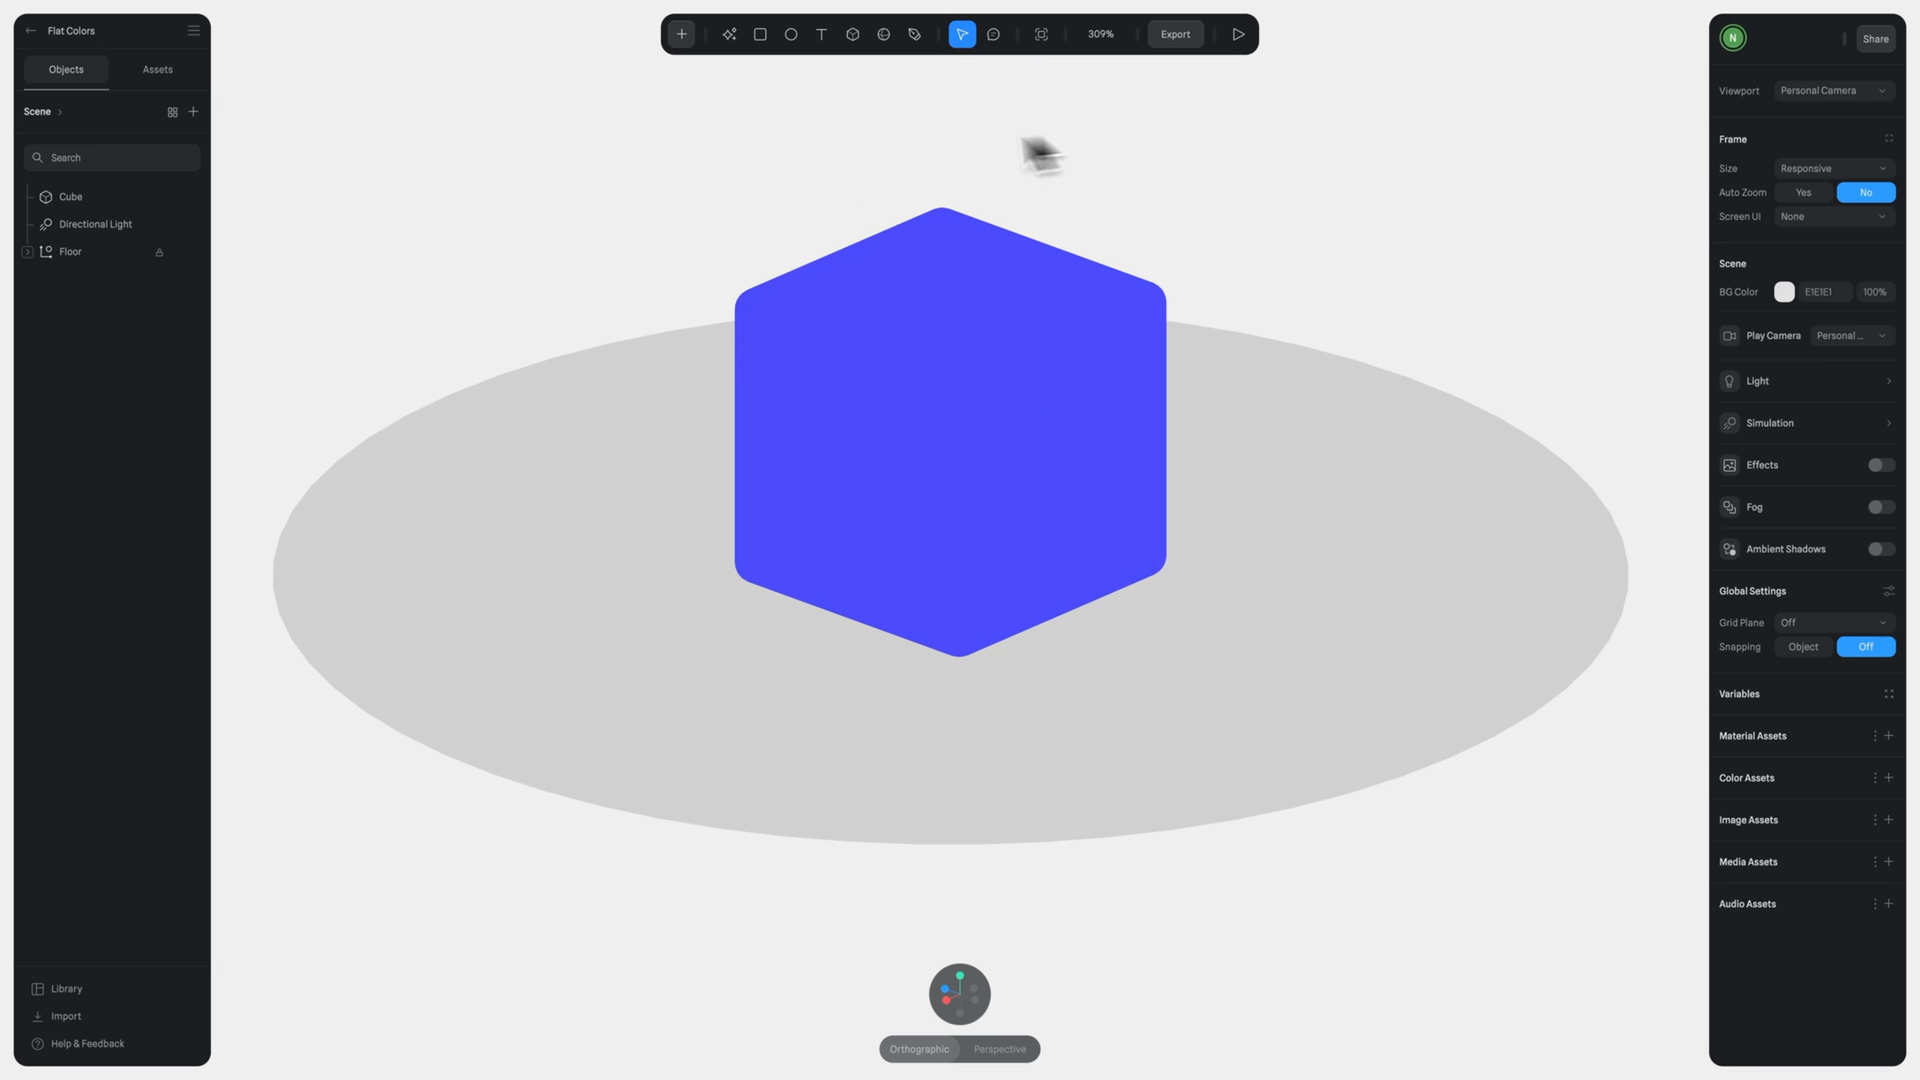 Flat Colors
Objects
Assets
Scene
Search
Cube
Directional Light
Floor
Library
Import
Help & Feedback
T
309%
Export
Orthographic
Perspective
N
Share
Viewport
Personal Camera
Frame
Size
Responsive
Auto Zoom
Yes
No
Screen UI
None
Scene
BG Color
E1E1E1
100%
Play Camera
Personal ...
Light
Simulation
Effects
Fog
Ambient Shadows
Global Settings
Grid Plane
Off
Snapping
Object
Off
Variables
Material Assets
Color Assets
Image Assets
Media Assets
Audio Assets